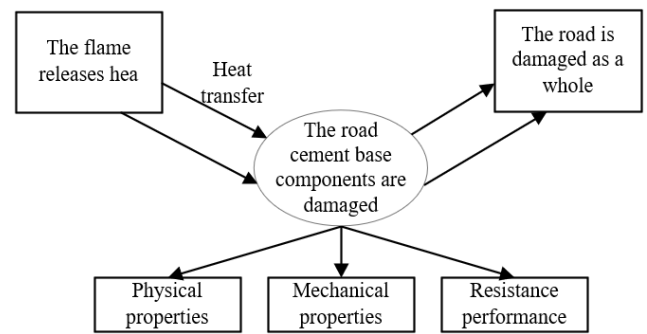 The flame
releases hea
Heat
transfer
The road is
damaged as a
whole
The road
cement base
components are
damaged
Physical
properties
Mechanical
properties
Resistance
performance